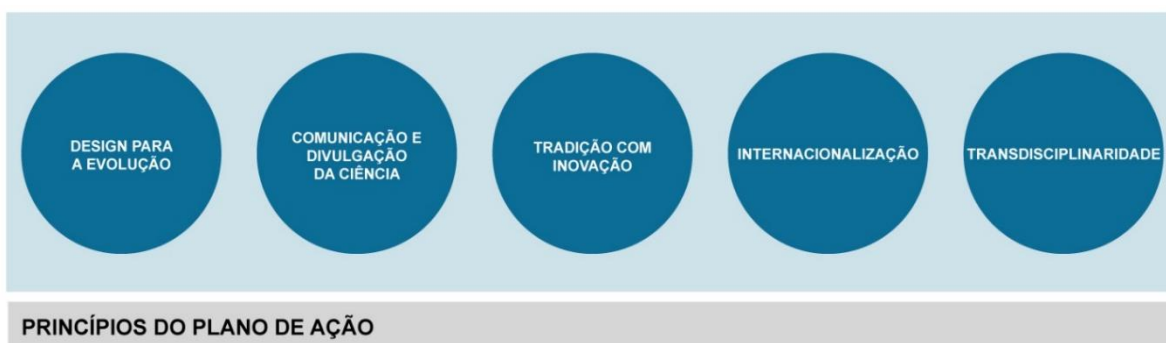 DESIGN PARA
A EVOLUÇÃO
COMUNICAÇÃO E
DIVULGAÇÃO
DA CIÊNCIA
TRADIÇÃO COM
INOVAÇÃO
INTERNACIONALIZAÇÃO
TRANSDISCIPLINARIDADE
PRINCÍPIOS DO PLANO DE AÇÃO